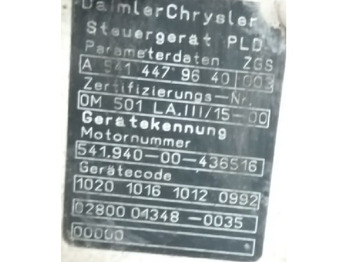 DaimlerChrysler
Steuergerät PLD.
Parameterdaten ZGS
A 541 447 96 40 003
Zertifizierungs-Nr.
OM 501 LA.III/15-00
Gerätekennung
Motornummer
541.940-00-436516
Gerätecode
1020 1016 1012 0992
02800 01348-0035
00000 *